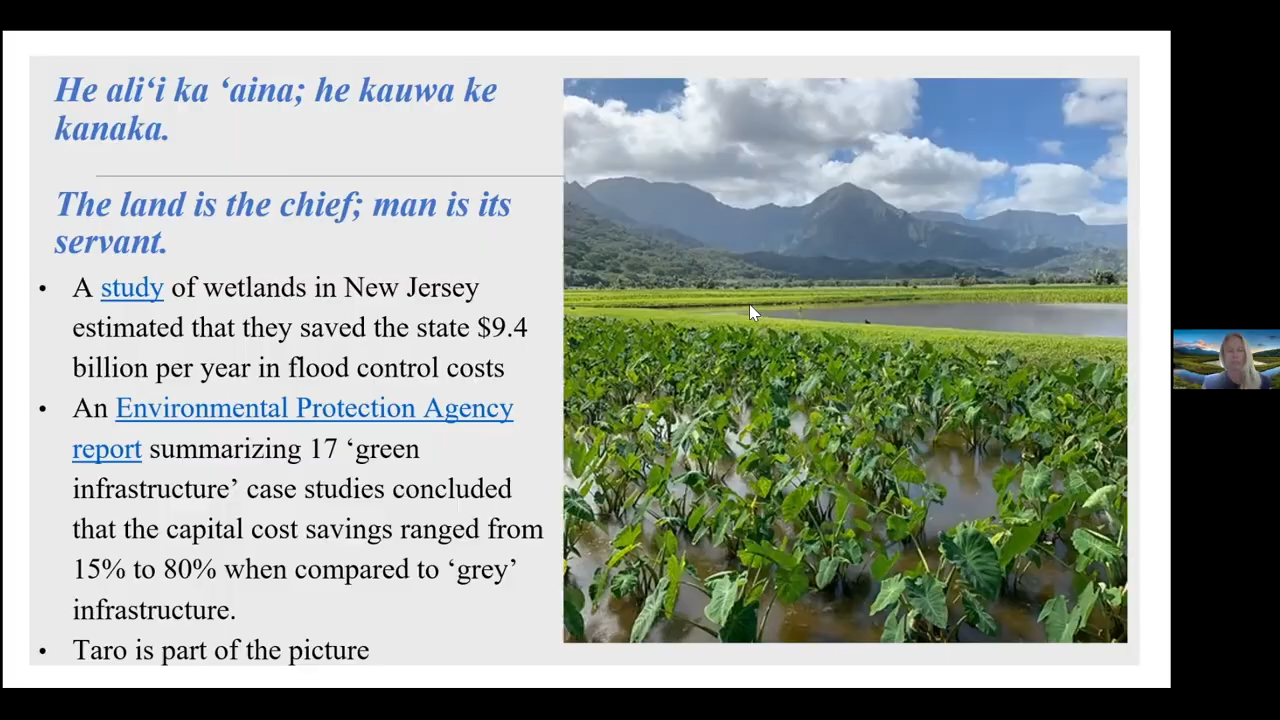 He ali‘i ka ‘aina; he kauwa ke
kanaka.
The land is the chief; man is its
servant.
• A study of wetlands in New Jersey
estimated that they saved the state $9.4
billion per year in flood control costs
• An Environmental Protection Agency
report summarizing 17 ‘green
infrastructure’ case studies concluded
that the capital cost savings ranged from
15% to 80% when compared to ‘grey’
infrastructure.
• Taro is part of the picture